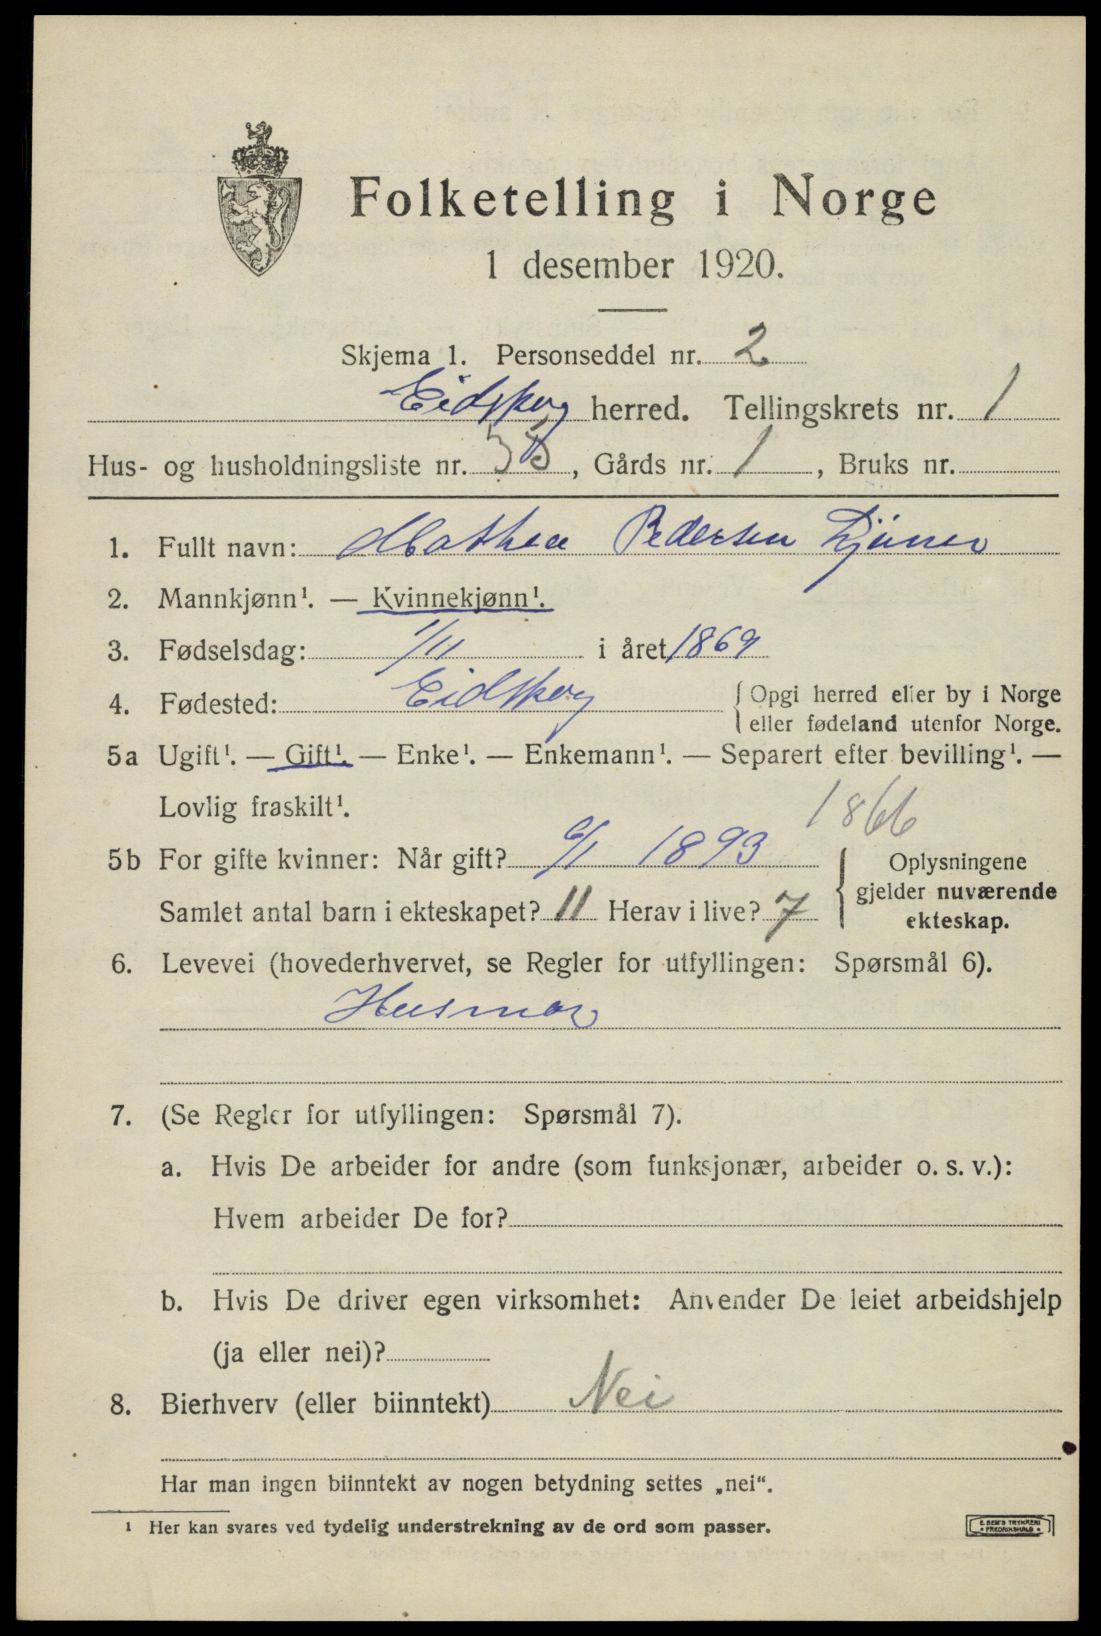 Folketelling i Norge
1 desember 1920.
Skjema 1. Personseddel nr. 2
Eidskog herred. Tellingskrets nr. 1
Hus- og husholdningsliste nr. , Gårds nr. 1, Bruks nr.
1. Fullt navn: Mathea Pedersen
2. Mannkjønn¹. — Kvinnekjønn¹.
3. Fødselsdag: 1/11 i året 1869
4. Fødested: Eidskog { Opgi herred eller by i Norge
eller fødeland utenfor Norge.
5a Ugift¹. — Gift¹. — Enke¹. — Enkemann¹. — Separert efter bevilling¹. —
Lovlig fraskilt¹.
1866
5b For gifte kvinner: Når gift? 6/1 1893
Samlet antal barn i ekteskapet? 11 Herav i live? 7
{ Oplysningene
gjelder nuværende
ekteskap.
6. Levevei (hovederhvervet, se Regler for utfyllingen: Spørsmål 6).
Husmor
7. (Se Regler for utfyllingen: Spørsmål 7).
a. Hvis De arbeider for andre (som funksjonær, arbeider o. s. v.):
Hvem arbeider De for?
b. Hvis De driver egen virksomhet: Anvender De leiet arbeidshjelp
(ja eller nei)?
8. Bierhverv (eller biinntekt) Nei
Har man ingen biinntekt av nogen betydning settes „nei“.
¹ Her kan svares ved tydelig understrekning av de ord som passer.
E. SEM'S TRYKKERI
• FREDRIKSHALD •